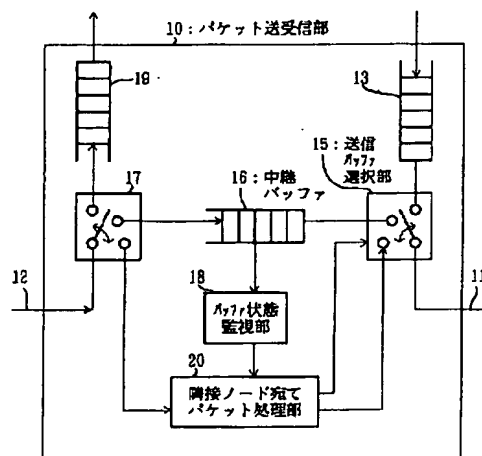 10:パケット送受信部
19
13
15:送信
バッファ
選択部
17
16:中継
バッファ
12
11
18
バッファ状態
監視部
20
隣接ノード宛て
パケット処理部